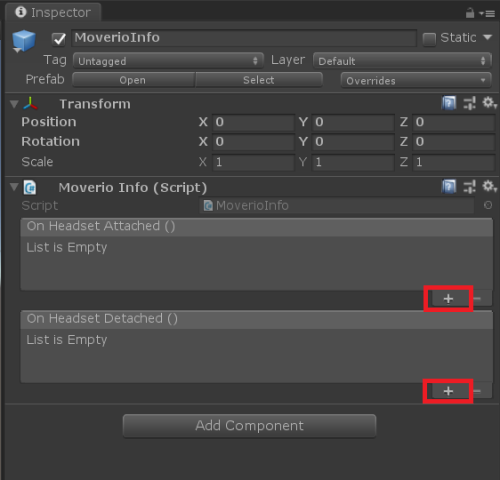 Inspector
MoverioInfo Static
Tag Untagged Layer Default
Prefab Open Select Overrides
Transform
Position X 0 Y 0 Z 0
Rotation X 0 Y 0 Z 0
Scale X 1 Y 1 Z 1
Moverio Info (Script)
Script MoverioInfo
On Headset Attached ()
List is Empty
+ −
On Headset Detached ()
List is Empty
+ −
Add Component